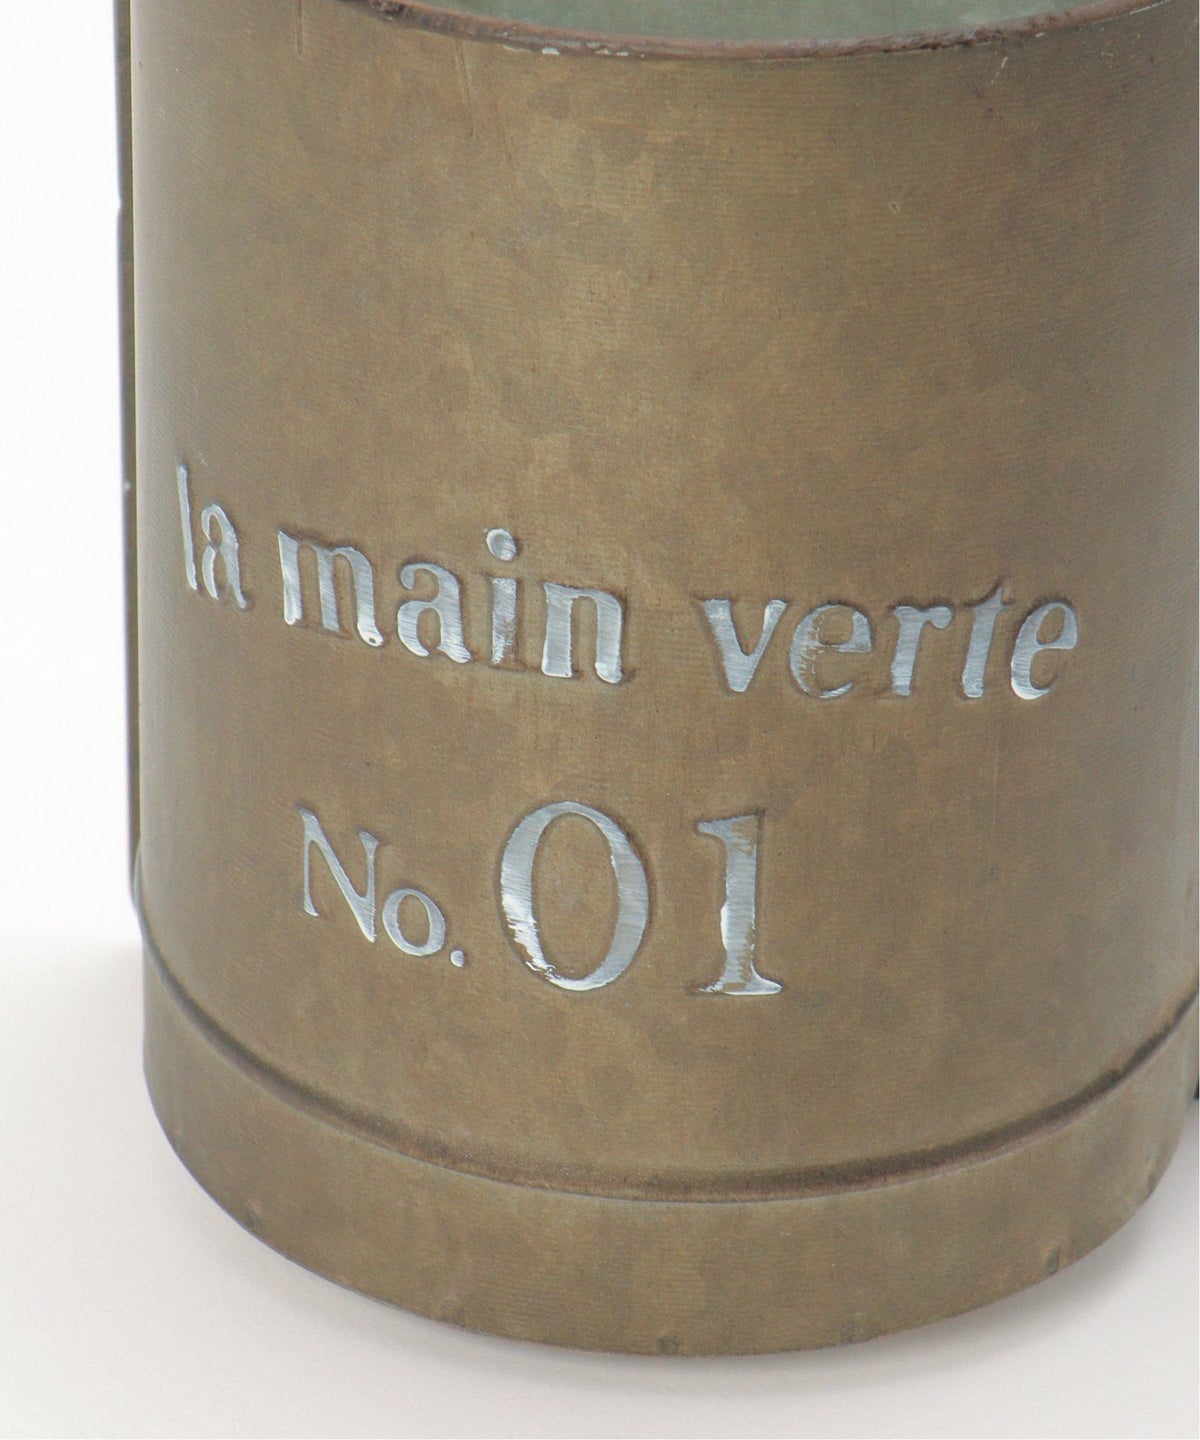 la main verte
No. 01